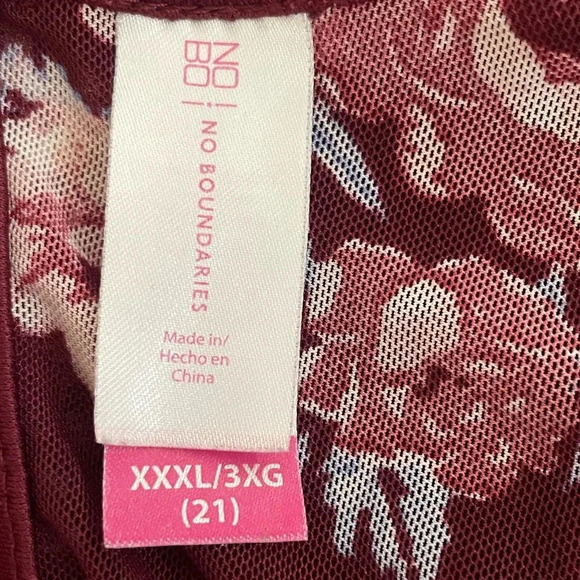 NO
BO
NO BOUNDARIES
Made in/
Hecho en
China
XXXL/3XG
(21)